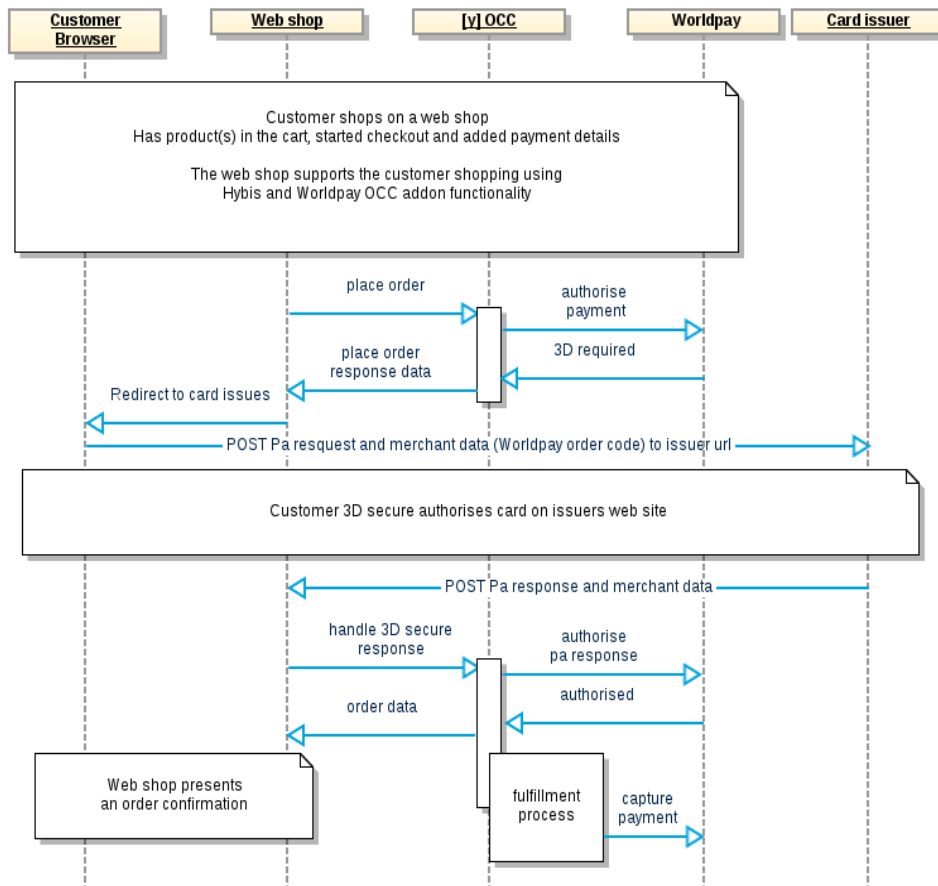 Customer
Browser
Web shop
[y] OCC
Worldpay
Card issuer
Customer shops on a web shop
Has product(s) in the cart, started checkout and added payment details
The web shop supports the customer shopping using
Hybis and Worldpay OCC addon functionality
place order
authorise
payment
3D required
place order
response data
Redirect to card issues
POST Pa resquest and merchant data (Worldpay order code) to issuer url
Customer 3D secure authorises card on issuers web site
POST Pa response and merchant data
handle 3D secure
response
authorise
pa response
authorised
order data
Web shop presents
an order confirmation
fulfillment
process
capture
payment